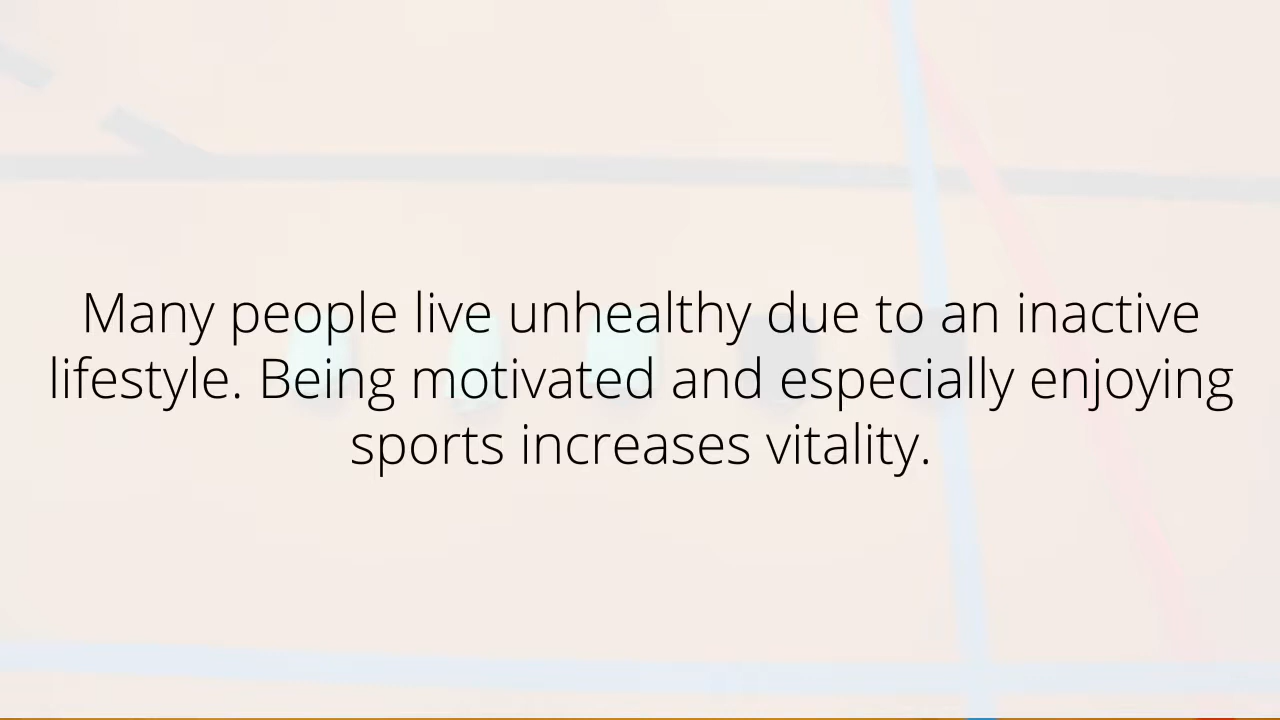 Many people live unhealthy due to an inactive
lifestyle. Being motivated and especially enjoying
sports increases vitality.